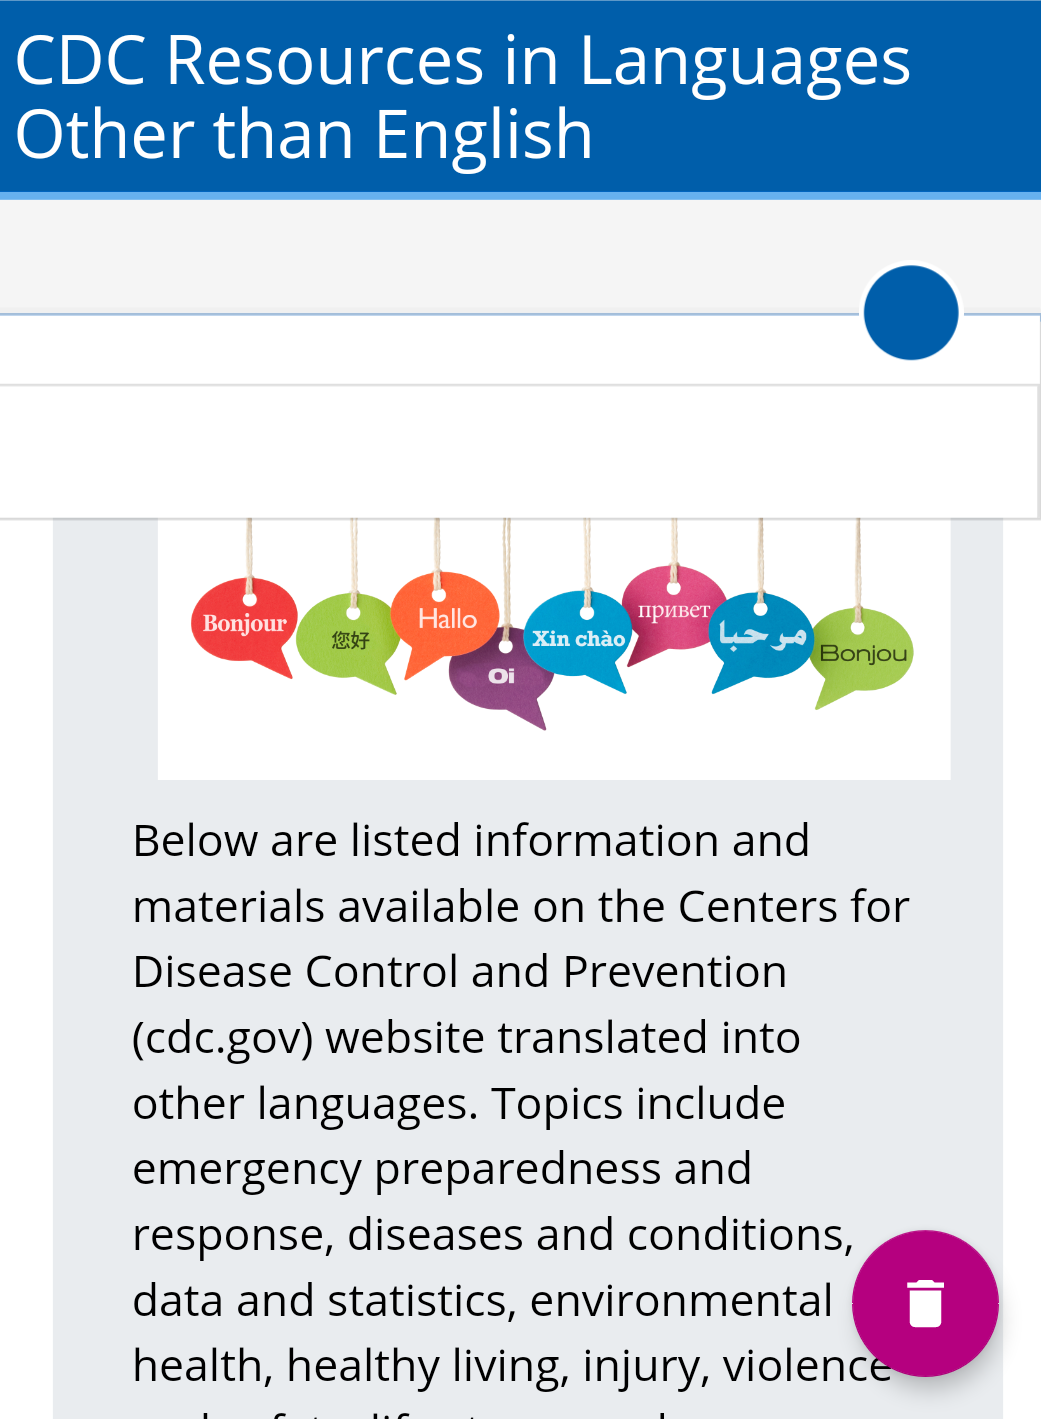 CDC Resources in Languages
Other than English
Bonjour
您好
Hallo
Oi
Xin chào
привет
مرحبا
Bonjou
Below are listed information and
materials available on the Centers for
Disease Control and Prevention
(cdc.gov) website translated into
other languages. Topics include
emergency preparedness and
response, diseases and conditions,
data and statistics, environmental
health, healthy living, injury, violence